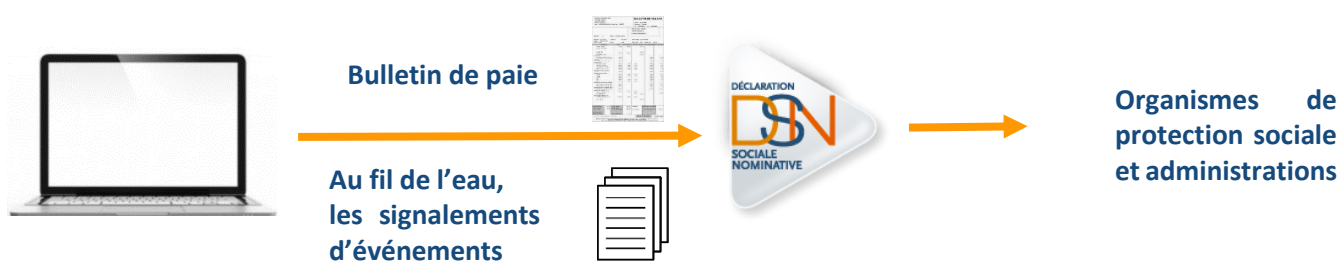 Bulletin de paie
Au fil de l’eau,
les signalements
d’événements
DÉCLARATION
DSN
SOCIALE
NOMINATIVE
Organismes de
protection sociale
et administrations